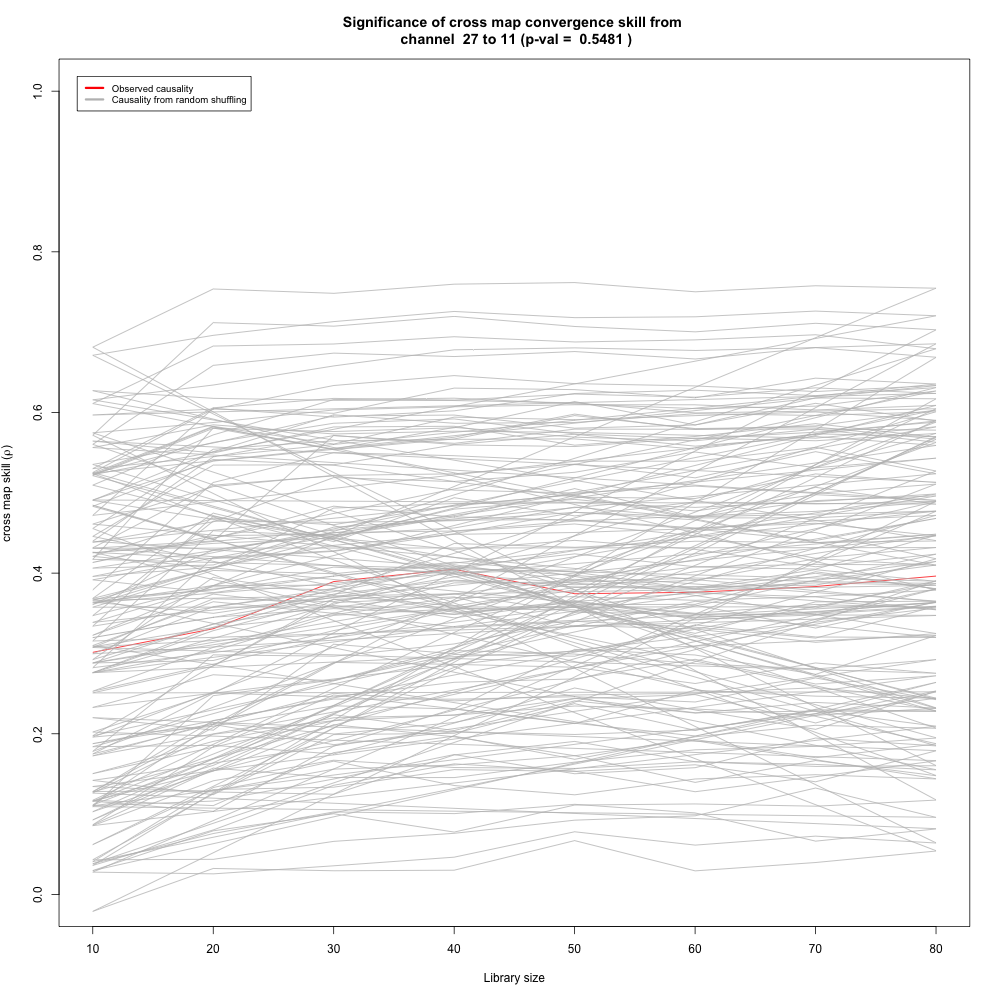 Significance of cross map convergence skill from
channel  27 to 11 (p-val =  0.5481 )
Observed causality
Causality from random shuffling
1.0
0.8
0.6
0.4
0.2
0.0
cross map skill (ρ)
10 20 30 40 50 60 70 80
Library size